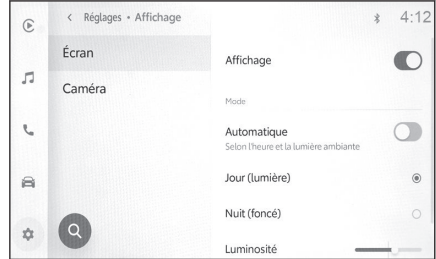 < Réglages • Affichage
4:12
Écran
Caméra
Affichage
Mode
Automatique
Selon l'heure et la lumière ambiante
Jour (lumière)
Nuit (foncé)
Luminosité